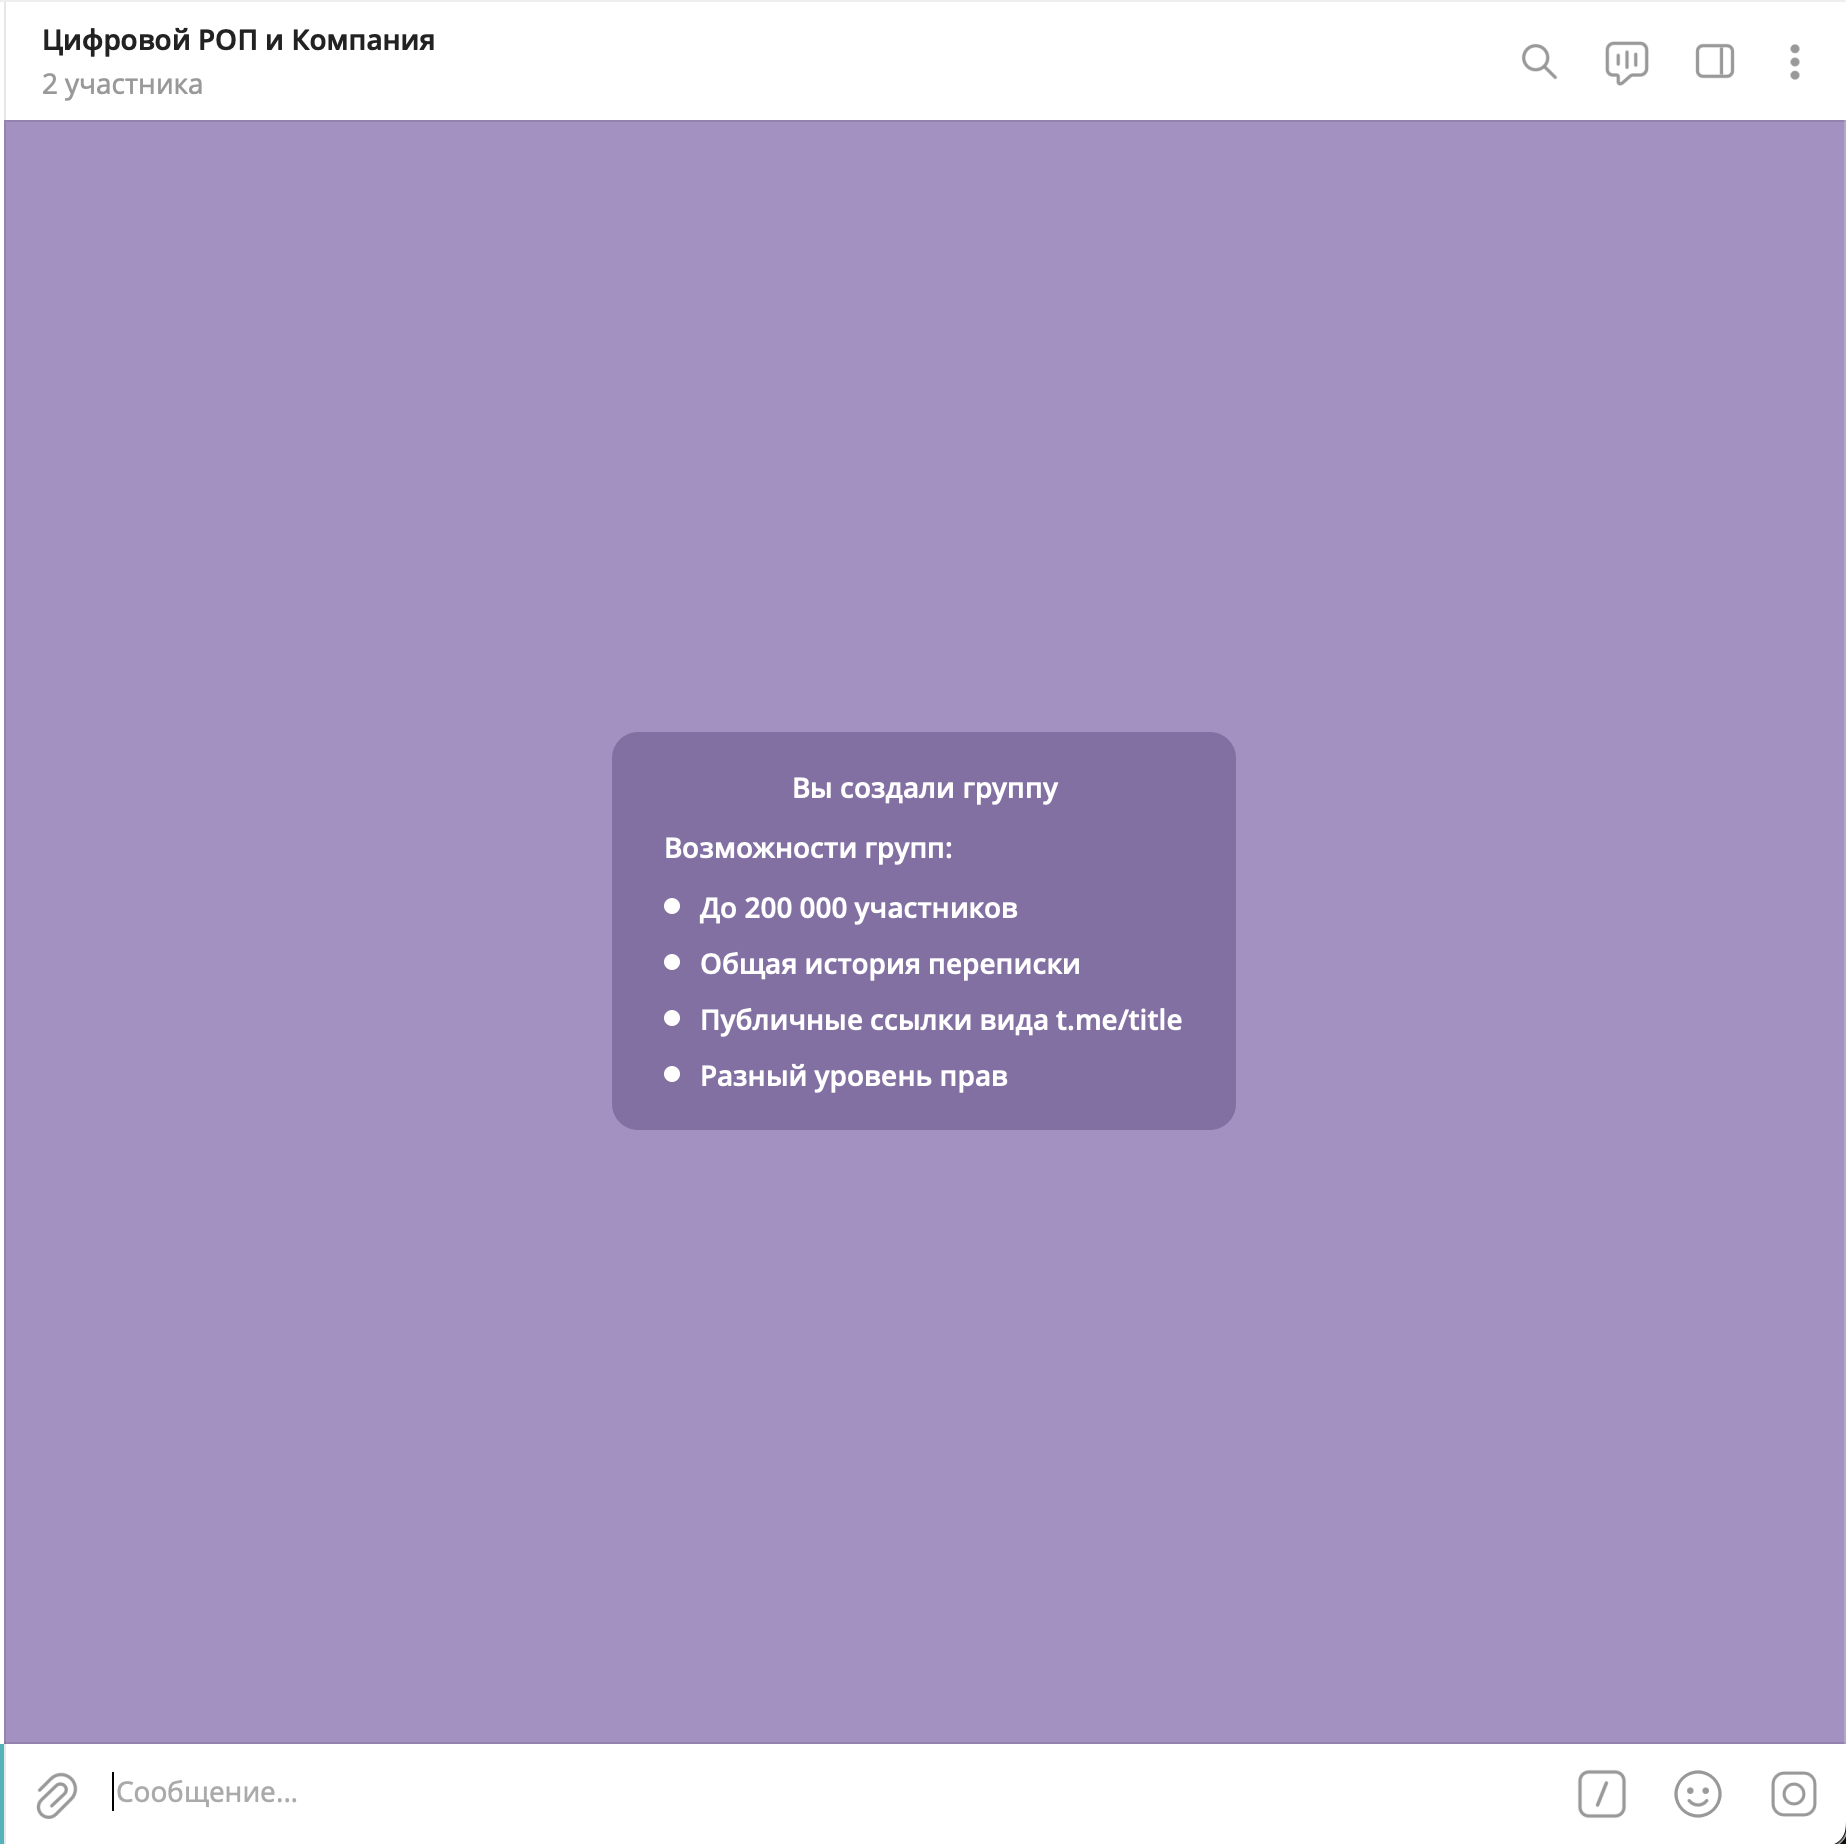 Цифровой РОП и Компания
2 участника
Вы создали группу
Возможности групп:
До 200 000 участников
Общая история переписки
Публичные ссылки вида t.me/title
Разный уровень прав
Сообщение...